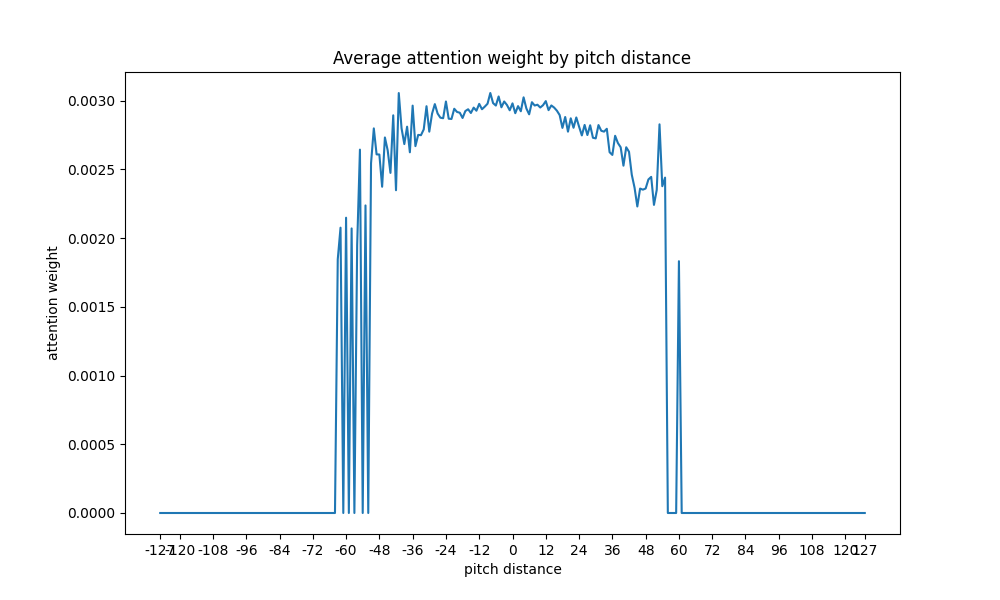 Average attention weight by pitch distance
attention weight
0.0030
0.0025
0.0020
0.0015
0.0010
0.0005
0.0000
-127 -120 -108 -96 -84 -72 -60 -48 -36 -24 -12 0 12 24 36 48 60 72 84 96 108 120 127
pitch distance